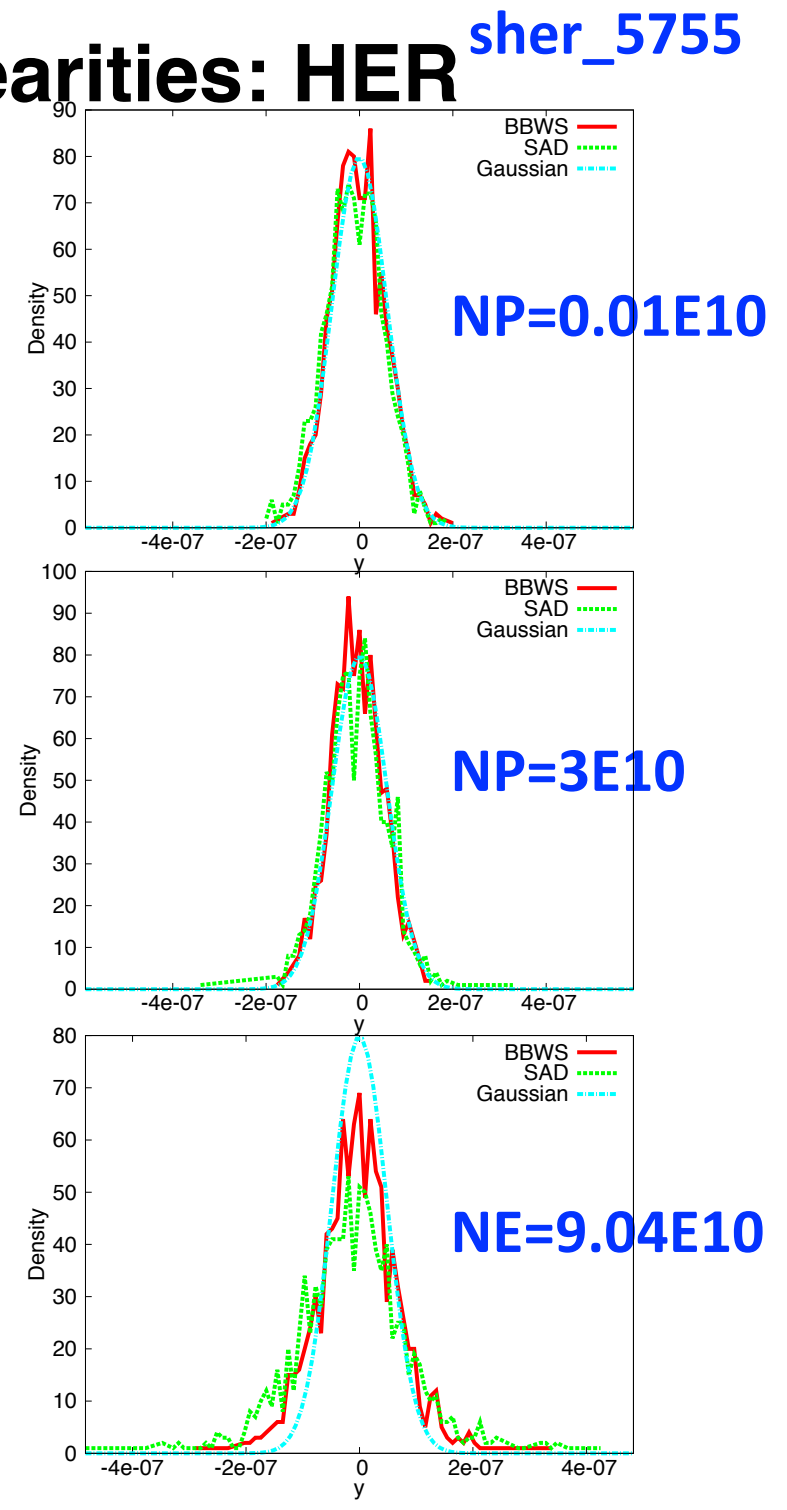 sher_5755
earities: HER
90
80
70
60
50
40
30
20
10
0
Density
BBWS
SAD
Gaussian
NP=0.01E10
-4e-07 -2e-07 0 2e-07 4e-07
y
100
90
80
70
60
50
40
30
20
10
0
Density
BBWS
SAD
Gaussian
NP=3E10
-4e-07 -2e-07 0 2e-07 4e-07
y
80
70
60
50
40
30
20
10
0
Density
BBWS
SAD
Gaussian
NE=9.04E10
-4e-07 -2e-07 0 2e-07 4e-07
y